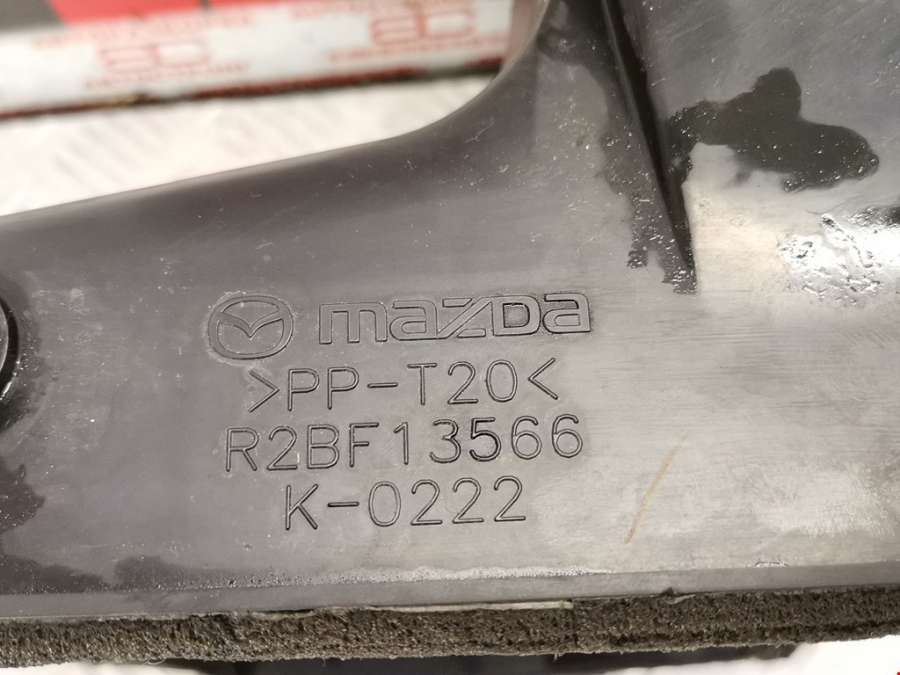 mazda
>PP-T20<
R2BF13566
K-0222